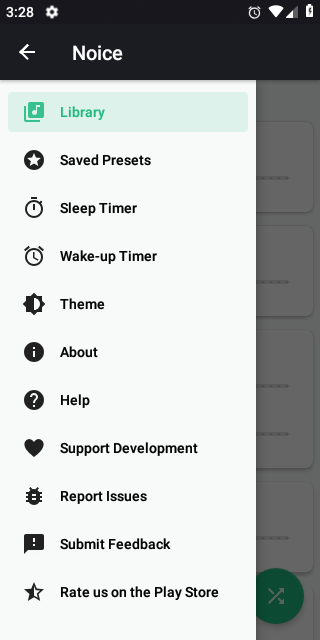 3:28
Noice
Library
Saved Presets
Sleep Timer
Wake-up Timer
Theme
About
Help
Support Development
Report Issues
Submit Feedback
Rate us on the Play Store